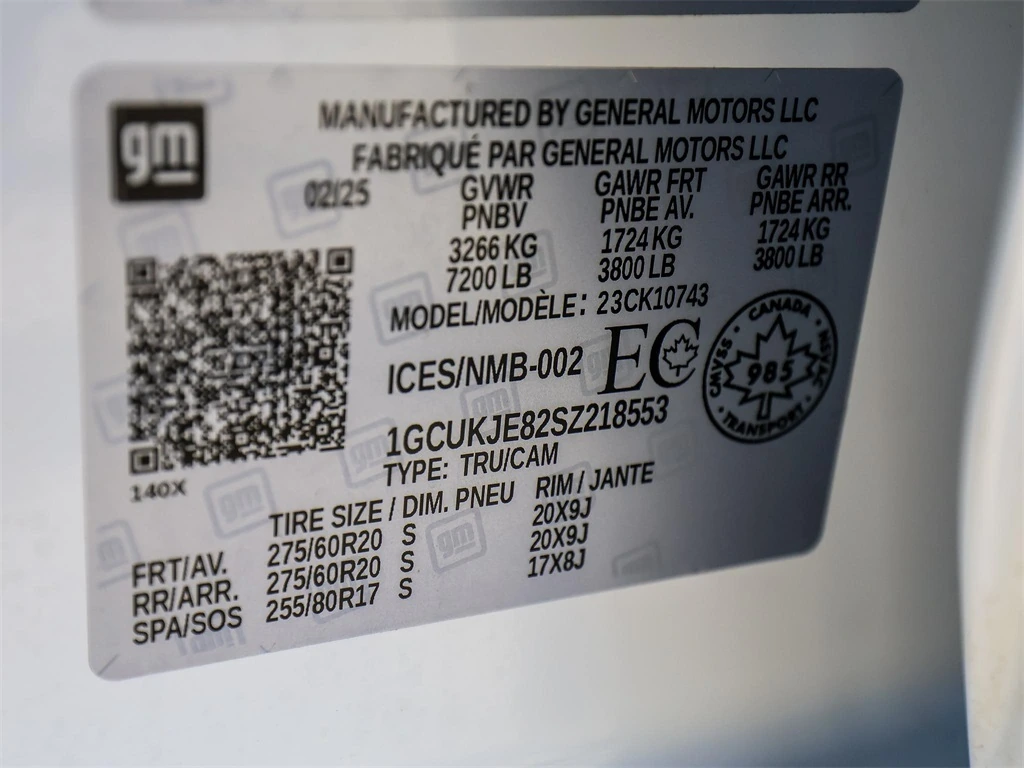 gm
MANUFACTURED BY GENERAL MOTORS LLC
FABRIQUÉ PAR GENERAL MOTORS LLC
02/25 GVWR GAWR FRT GAWR RR
PNBV PNBE AV. PNBE ARR.
3266 KG 1724 KG 1724 KG
7200 LB 3800 LB 3800 LB
MODEL/MODÈLE: 23CK10743
ICES/NMB-002 EC
CANADA
CMVSS 985 NSVAC
TRANSPORT
1GCUKJE82SZ218553
TYPE: TRU/CAM
140X
TIRE SIZE / DIM. PNEU RIM / JANTE
FRT/AV. 275/60R20 S 20X9J
RR/ARR. 275/60R20 S 20X9J
SPA/SOS 255/80R17 S 17X8J